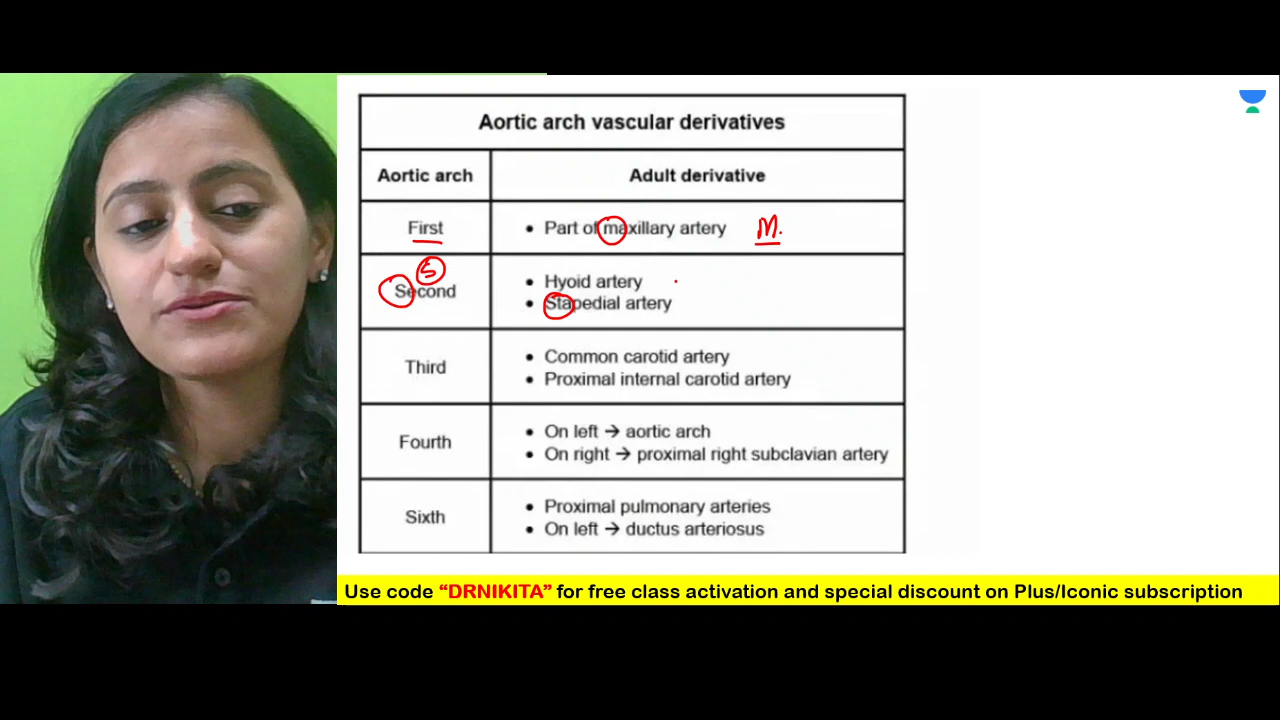 Aortic arch vascular derivatives
Aortic arch
Adult derivative
First
• Part of maxillary artery
M.
Second
S
• Hyoid artery
• Stapedial artery
Third
• Common carotid artery
• Proximal internal carotid artery
Fourth
• On left → aortic arch
• On right → proximal right subclavian artery
Sixth
• Proximal pulmonary arteries
• On left → ductus arteriosus
Use code “DRNIKITA” for free class activation and special discount on Plus/Iconic subscription